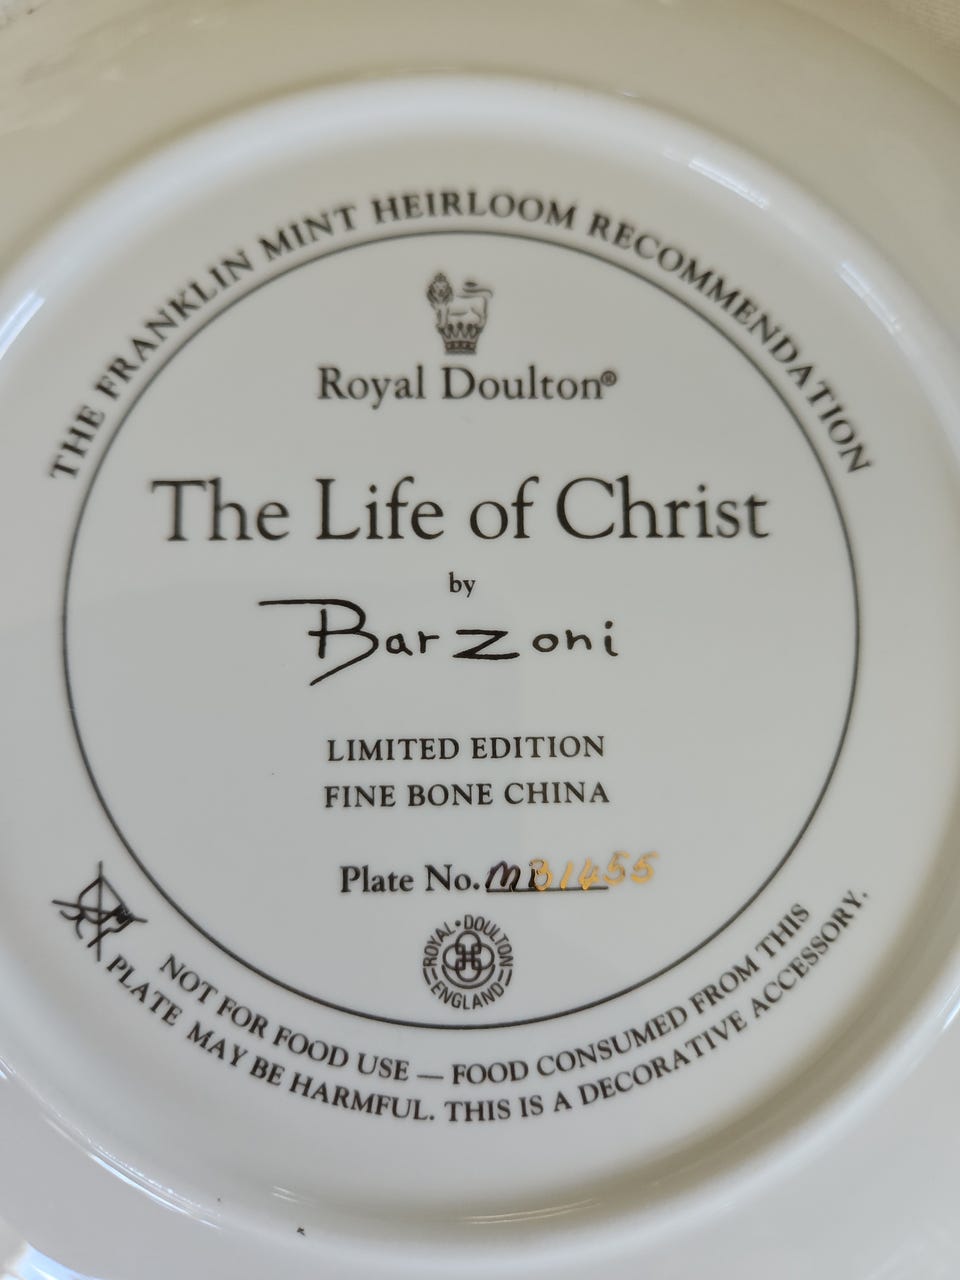 THE FRANKLIN MINT HEIRLOOM RECOMMENDATION
Royal Doulton®
The Life of Christ
by
Barzoni
LIMITED EDITION
FINE BONE CHINA
Plate No. MB1455
ROYAL • DOULTON
ENGLAND
NOT FOR FOOD USE — FOOD CONSUMED FROM THIS
PLATE MAY BE HARMFUL. THIS IS A DECORATIVE ACCESSORY.